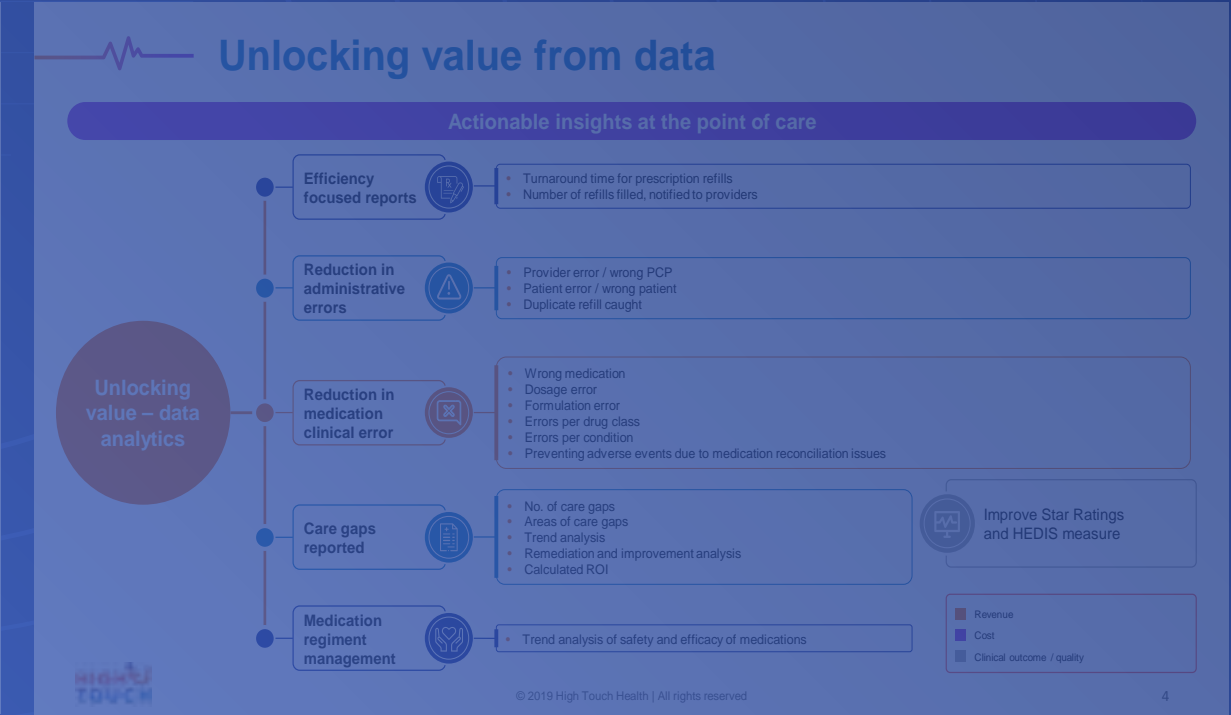 Unlocking value from data
Actionable insights at the point of care
Efficiency
focused reports
• Turnaround time for prescription refills
• Number of refills filled, notified to providers
Reduction in
administrative
errors
• Provider error / wrong PCP
• Patient error / wrong patient
• Duplicate refill caught
Unlocking
value – data
analytics
Reduction in
medication
clinical error
• Wrong medication
• Dosage error
• Formulation error
• Errors per drug class
• Errors per condition
• Preventing adverse events due to medication reconciliation issues
Care gaps
reported
• No. of care gaps
• Areas of care gaps
• Trend analysis
• Remediation and improvement analysis
• Calculated ROI
Improve Star Ratings
and HEDIS measure
Medication
regiment
management
• Trend analysis of safety and efficacy of medications
Revenue
Cost
Clinical outcome / quality
HIGH
TOUCH
© 2019 High Touch Health | All rights reserved
4